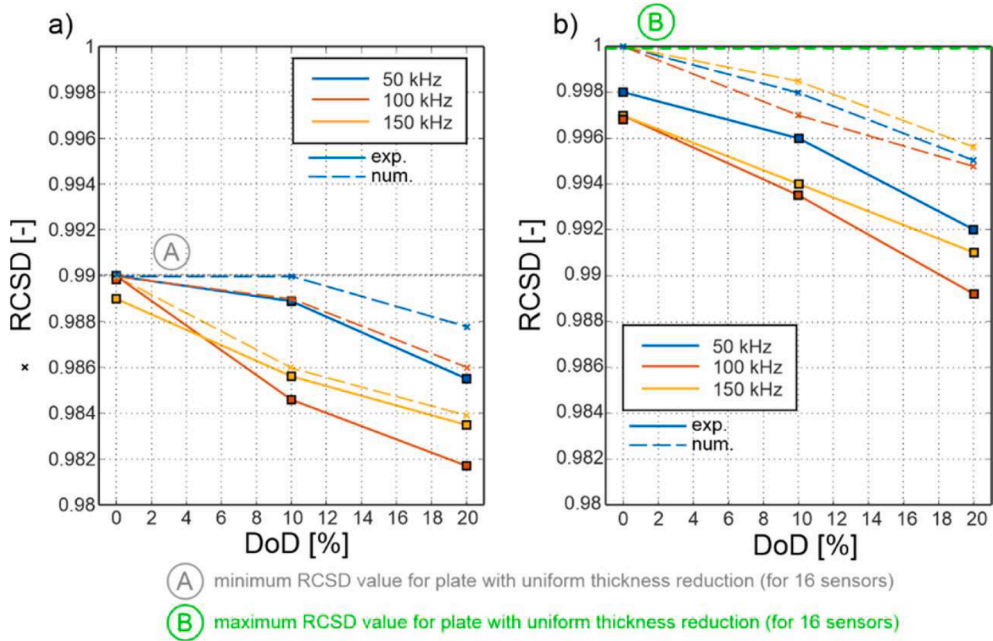 a)
1
0.998
0.996
0.994
0.992
0.99
0.988
0.986
0.984
0.982
0.98
RCSD [-]
×
50 kHz
100 kHz
150 kHz
exp.
num.
A
0 2 4 6 8 10 12 14 16 18 20
DoD [%]
b)
B
1
0.998
0.996
0.994
0.992
0.99
0.988
0.986
0.984
0.982
0.98
RCSD [-]
50 kHz
100 kHz
150 kHz
exp.
num.
0 2 4 6 8 10 12 14 16 18 20
DoD [%]
A minimum RCSD value for plate with uniform thickness reduction (for 16 sensors)
B maximum RCSD value for plate with uniform thickness reduction (for 16 sensors)